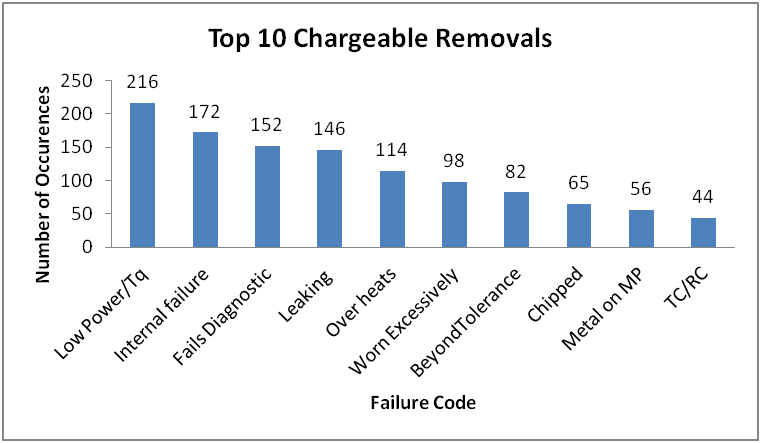 Top 10 Chargeable Removals
Number of Occurences
250
200
150
100
50
0
216
172
152
146
114
98
82
65
56
44
Low Power/Tq
Internal failure
Fails Diagnostic
Leaking
Over heats
Worn Excessively
BeyondTolerance
Chipped
Metal on MP
TC/RC
Failure Code